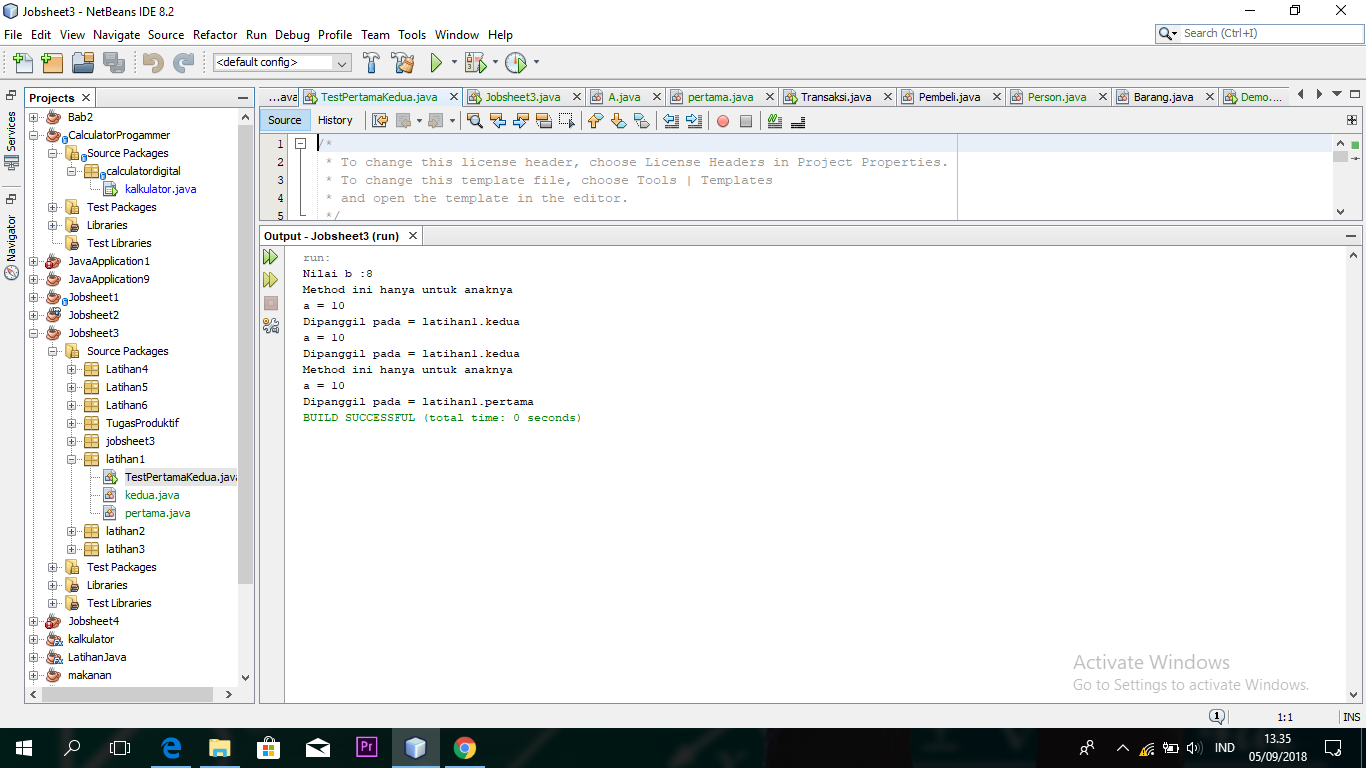 Jobsheet3 - NetBeans IDE 8.2
File Edit View Navigate Source Refactor Run Debug Profile Team Tools Window Help
Search (Ctrl+I)
<default config>
Services
Navigator
Projects
Bab2
CalculatorProgammer
Source Packages
calculatordigital
kalkulator.java
Test Packages
Libraries
Test Libraries
JavaApplication1
JavaApplication9
Jobsheet1
Jobsheet2
Jobsheet3
Source Packages
Latihan4
Latihan5
Latihan6
TugasProduktif
jobsheet3
latihan1
TestPertamaKedua.java
kedua.java
pertama.java
latihan2
latihan3
Test Packages
Libraries
Test Libraries
Jobsheet4
kalkulator
LatihanJava
makanan
...ava TestPertamaKedua.java Jobsheet3.java A.java pertama.java Transaksi.java Pembeli.java Person.java Barang.java Demo....
Source History
1 /*
2 * To change this license header, choose License Headers in Project Properties.
3 * To change this template file, choose Tools | Templates
4 * and open the template in the editor.
5 */
Output - Jobsheet3 (run)
run:
Nilai b :8
Method ini hanya untuk anaknya
a = 10
Dipanggil pada = latihan1.kedua
a = 10
Dipanggil pada = latihan1.kedua
Method ini hanya untuk anaknya
a = 10
Dipanggil pada = latihan1.pertama
BUILD SUCCESSFUL (total time: 0 seconds)
Activate Windows
Go to Settings to activate Windows.
1
1:1 INS
Pr
IND
13.35
05/09/2018